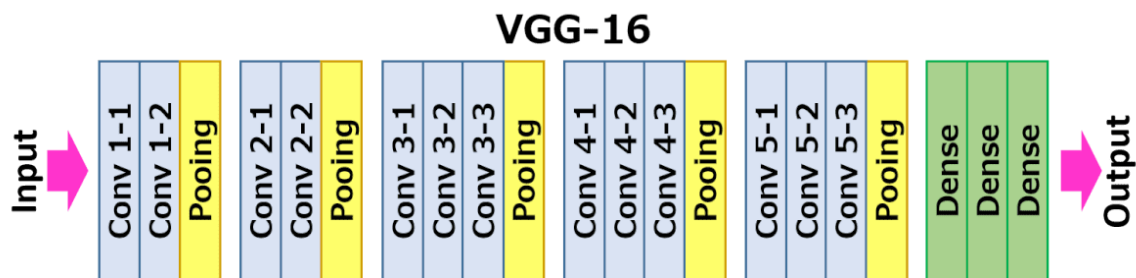 VGG-16
Input
Conv 1-1
Conv 1-2
Pooing
Conv 2-1
Conv 2-2
Pooing
Conv 3-1
Conv 3-2
Conv 3-3
Pooing
Conv 4-1
Conv 4-2
Conv 4-3
Pooing
Conv 5-1
Conv 5-2
Conv 5-3
Pooing
Dense
Dense
Dense
Output